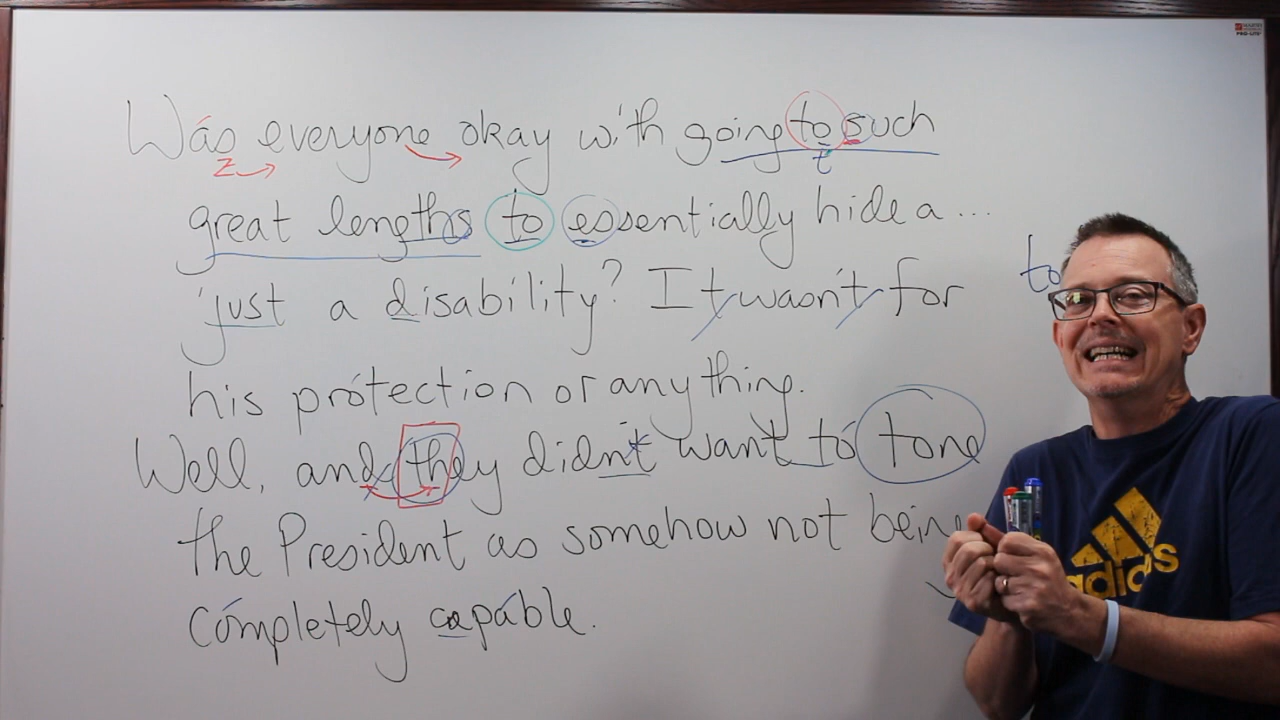 Was everyone okay with going to such
z t
great lengths to essentially hide a ...
to
just a disability? It wasn't for
his protection or anything.
Well, and they didn't want to tone
the President as somehow not being
completely capable.
adidas